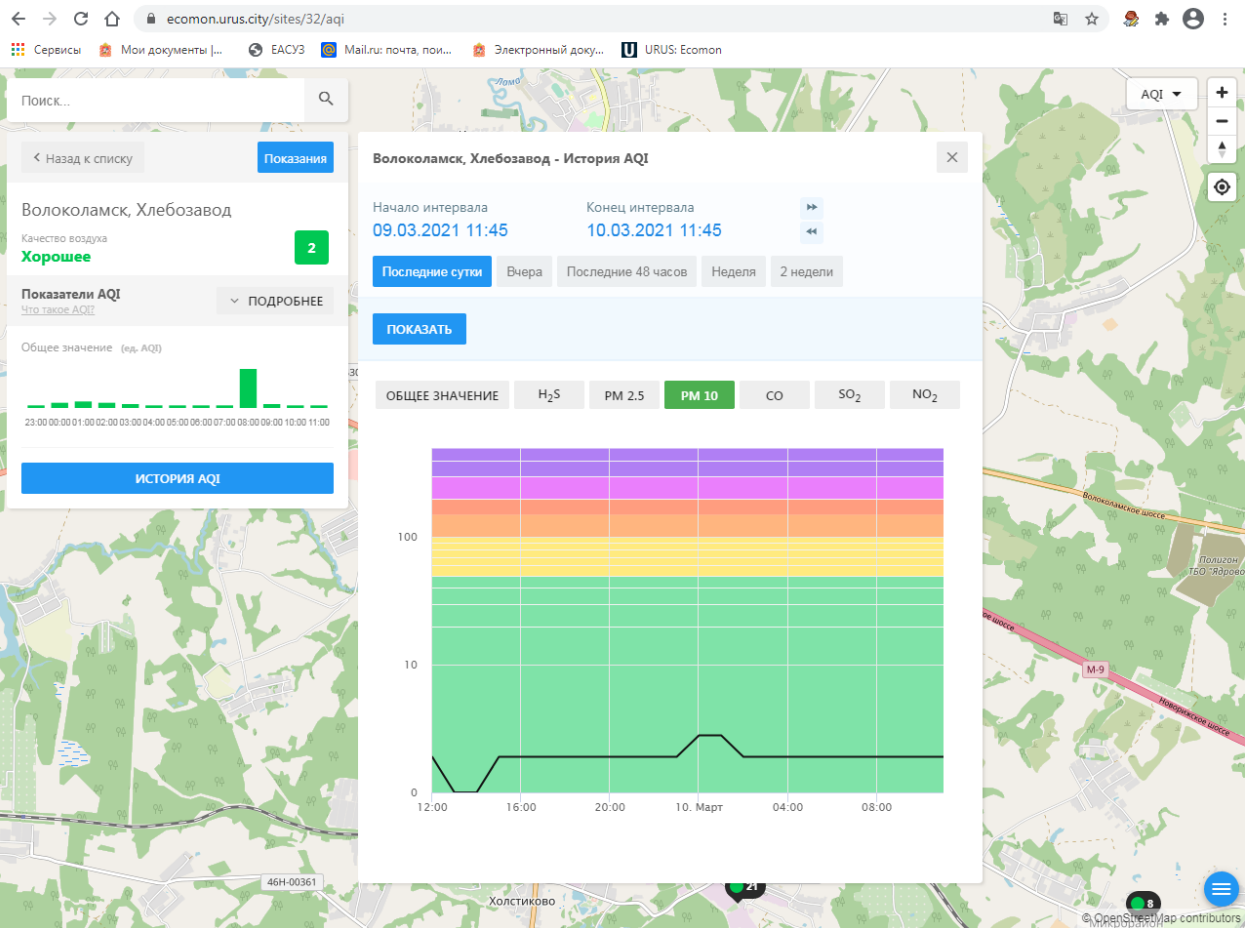 ecomon.urus.city/sites/32/aqi
Сервисы
Мои документы |...
ЕАСУЗ
Mail.ru: почта, пои...
Электронный доку...
URUS: Ecomon
Поиск...
Лама
AQI
Назад к списку
Показания
Волоколамск, Хлебозавод
Качество воздуха
Хорошее
2
Показатели AQI
Что такое AQI?
ПОДРОБНЕЕ
Общее значение (ед. AQI)
23:00 00:00 01:00 02:00 03:00 04:00 05:00 06:00 07:00 08:00 09:00 10:00 11:00
ИСТОРИЯ AQI
Волоколамск, Хлебозавод - История AQI
Начало интервала
Конец интервала
09.03.2021 11:45
10.03.2021 11:45
Последние сутки
Вчера
Последние 48 часов
Неделя
2 недели
ПОКАЗАТЬ
ОБЩЕЕ ЗНАЧЕНИЕ
H2S
PM 2.5
PM 10
CO
SO2
NO2
100
10
0
12:00
16:00
20:00
10. Март
04:00
08:00
Волоколамское шоссе
Полигон
ТБО "Ядрово
ое шоссе
М-9
Новорижское шоссе
46Н-00361
Холстиково
21
8
© OpenStreetMap contributors
Микрорайон